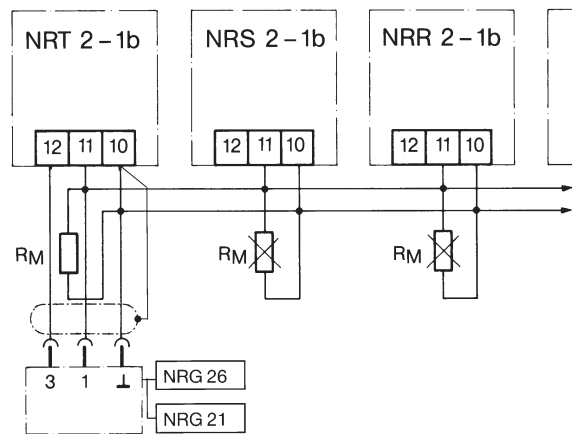 NRT 2–1b NRS 2–1b NRR 2–1b
12 11 10 12 11 10 12 11 10
RM RM RM
3 1 ⊥ NRG 26
NRG 21